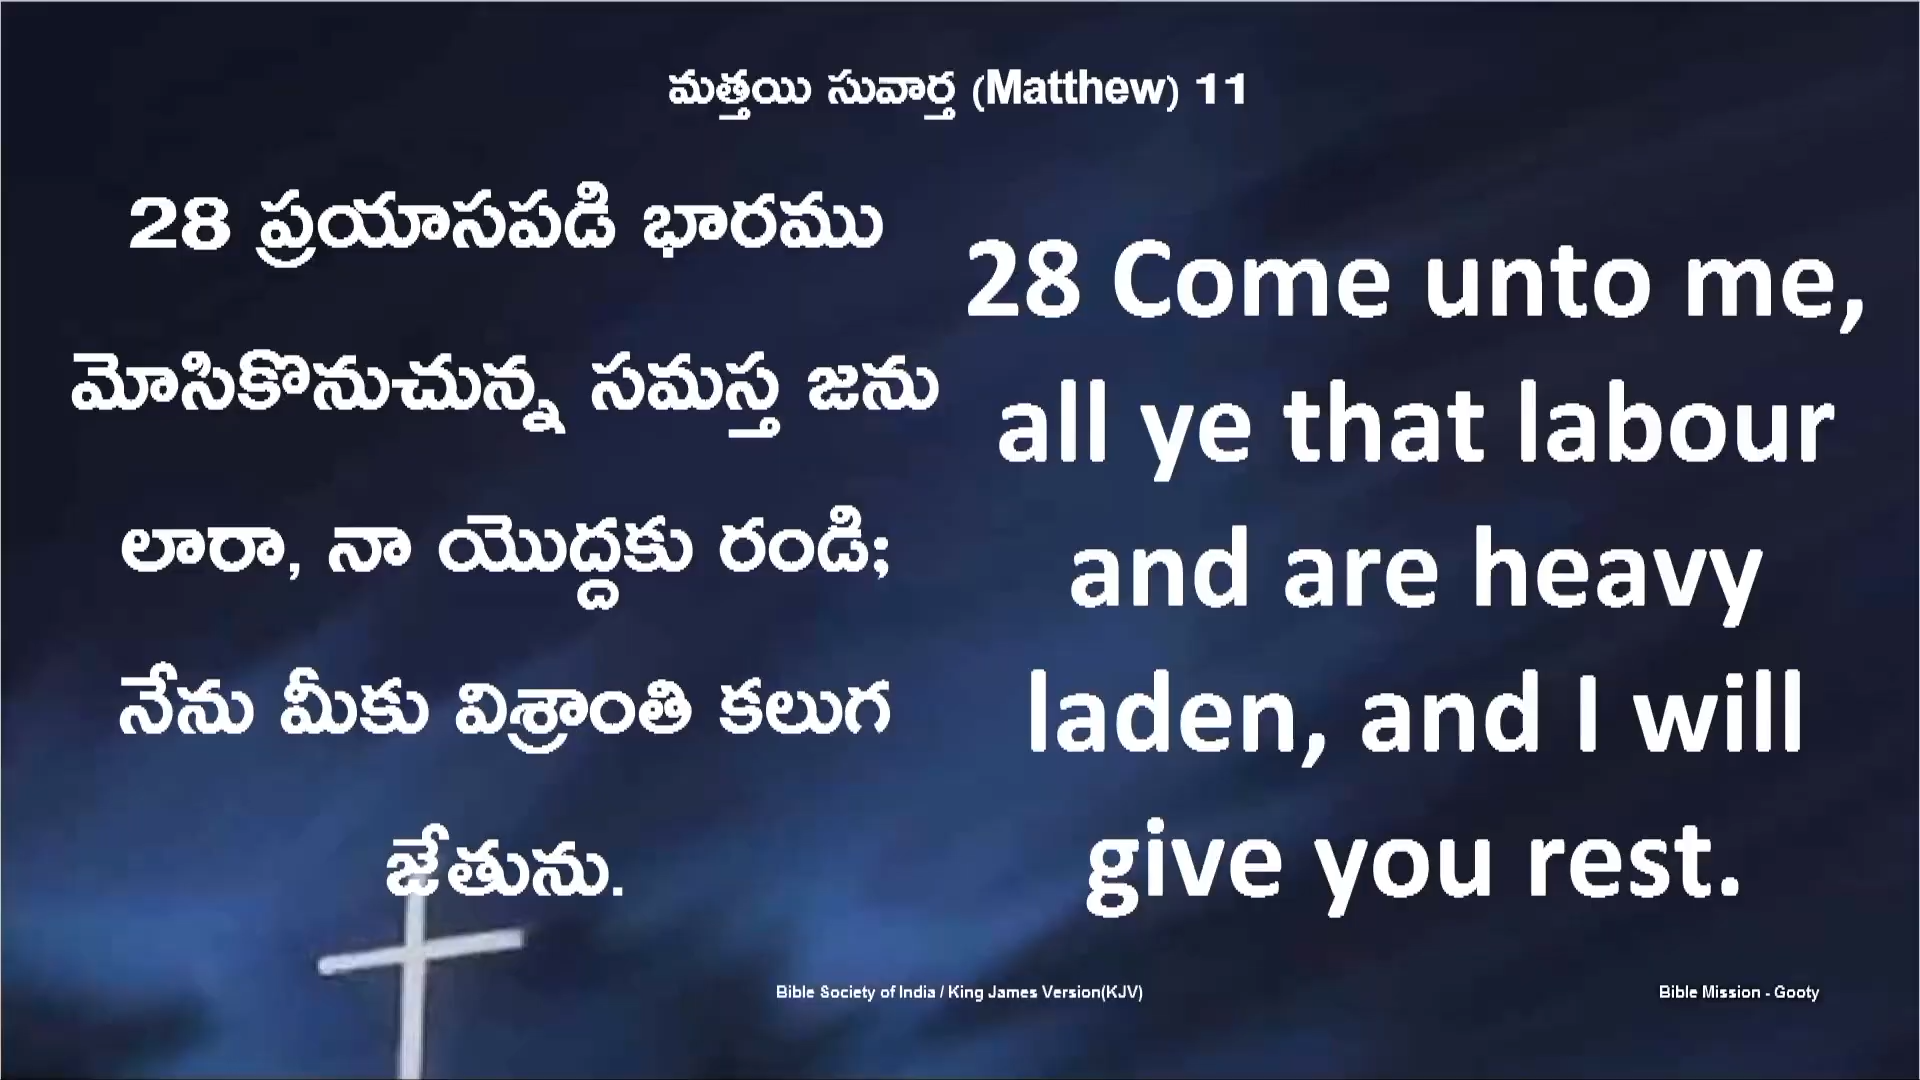 మత్తయి సువార్త (Matthew) 11
28 ప్రయాసపడి భారము
మోసికొనుచున్న సమస్త జను
లారా, నా యొద్దకు రండి;
నేను మీకు విశ్రాంతి కలుగ
జేతును.
28 Come unto me,
all ye that labour
and are heavy
laden, and I will
give you rest.
Bible Society of India / King James Version(KJV)
Bible Mission - Gooty